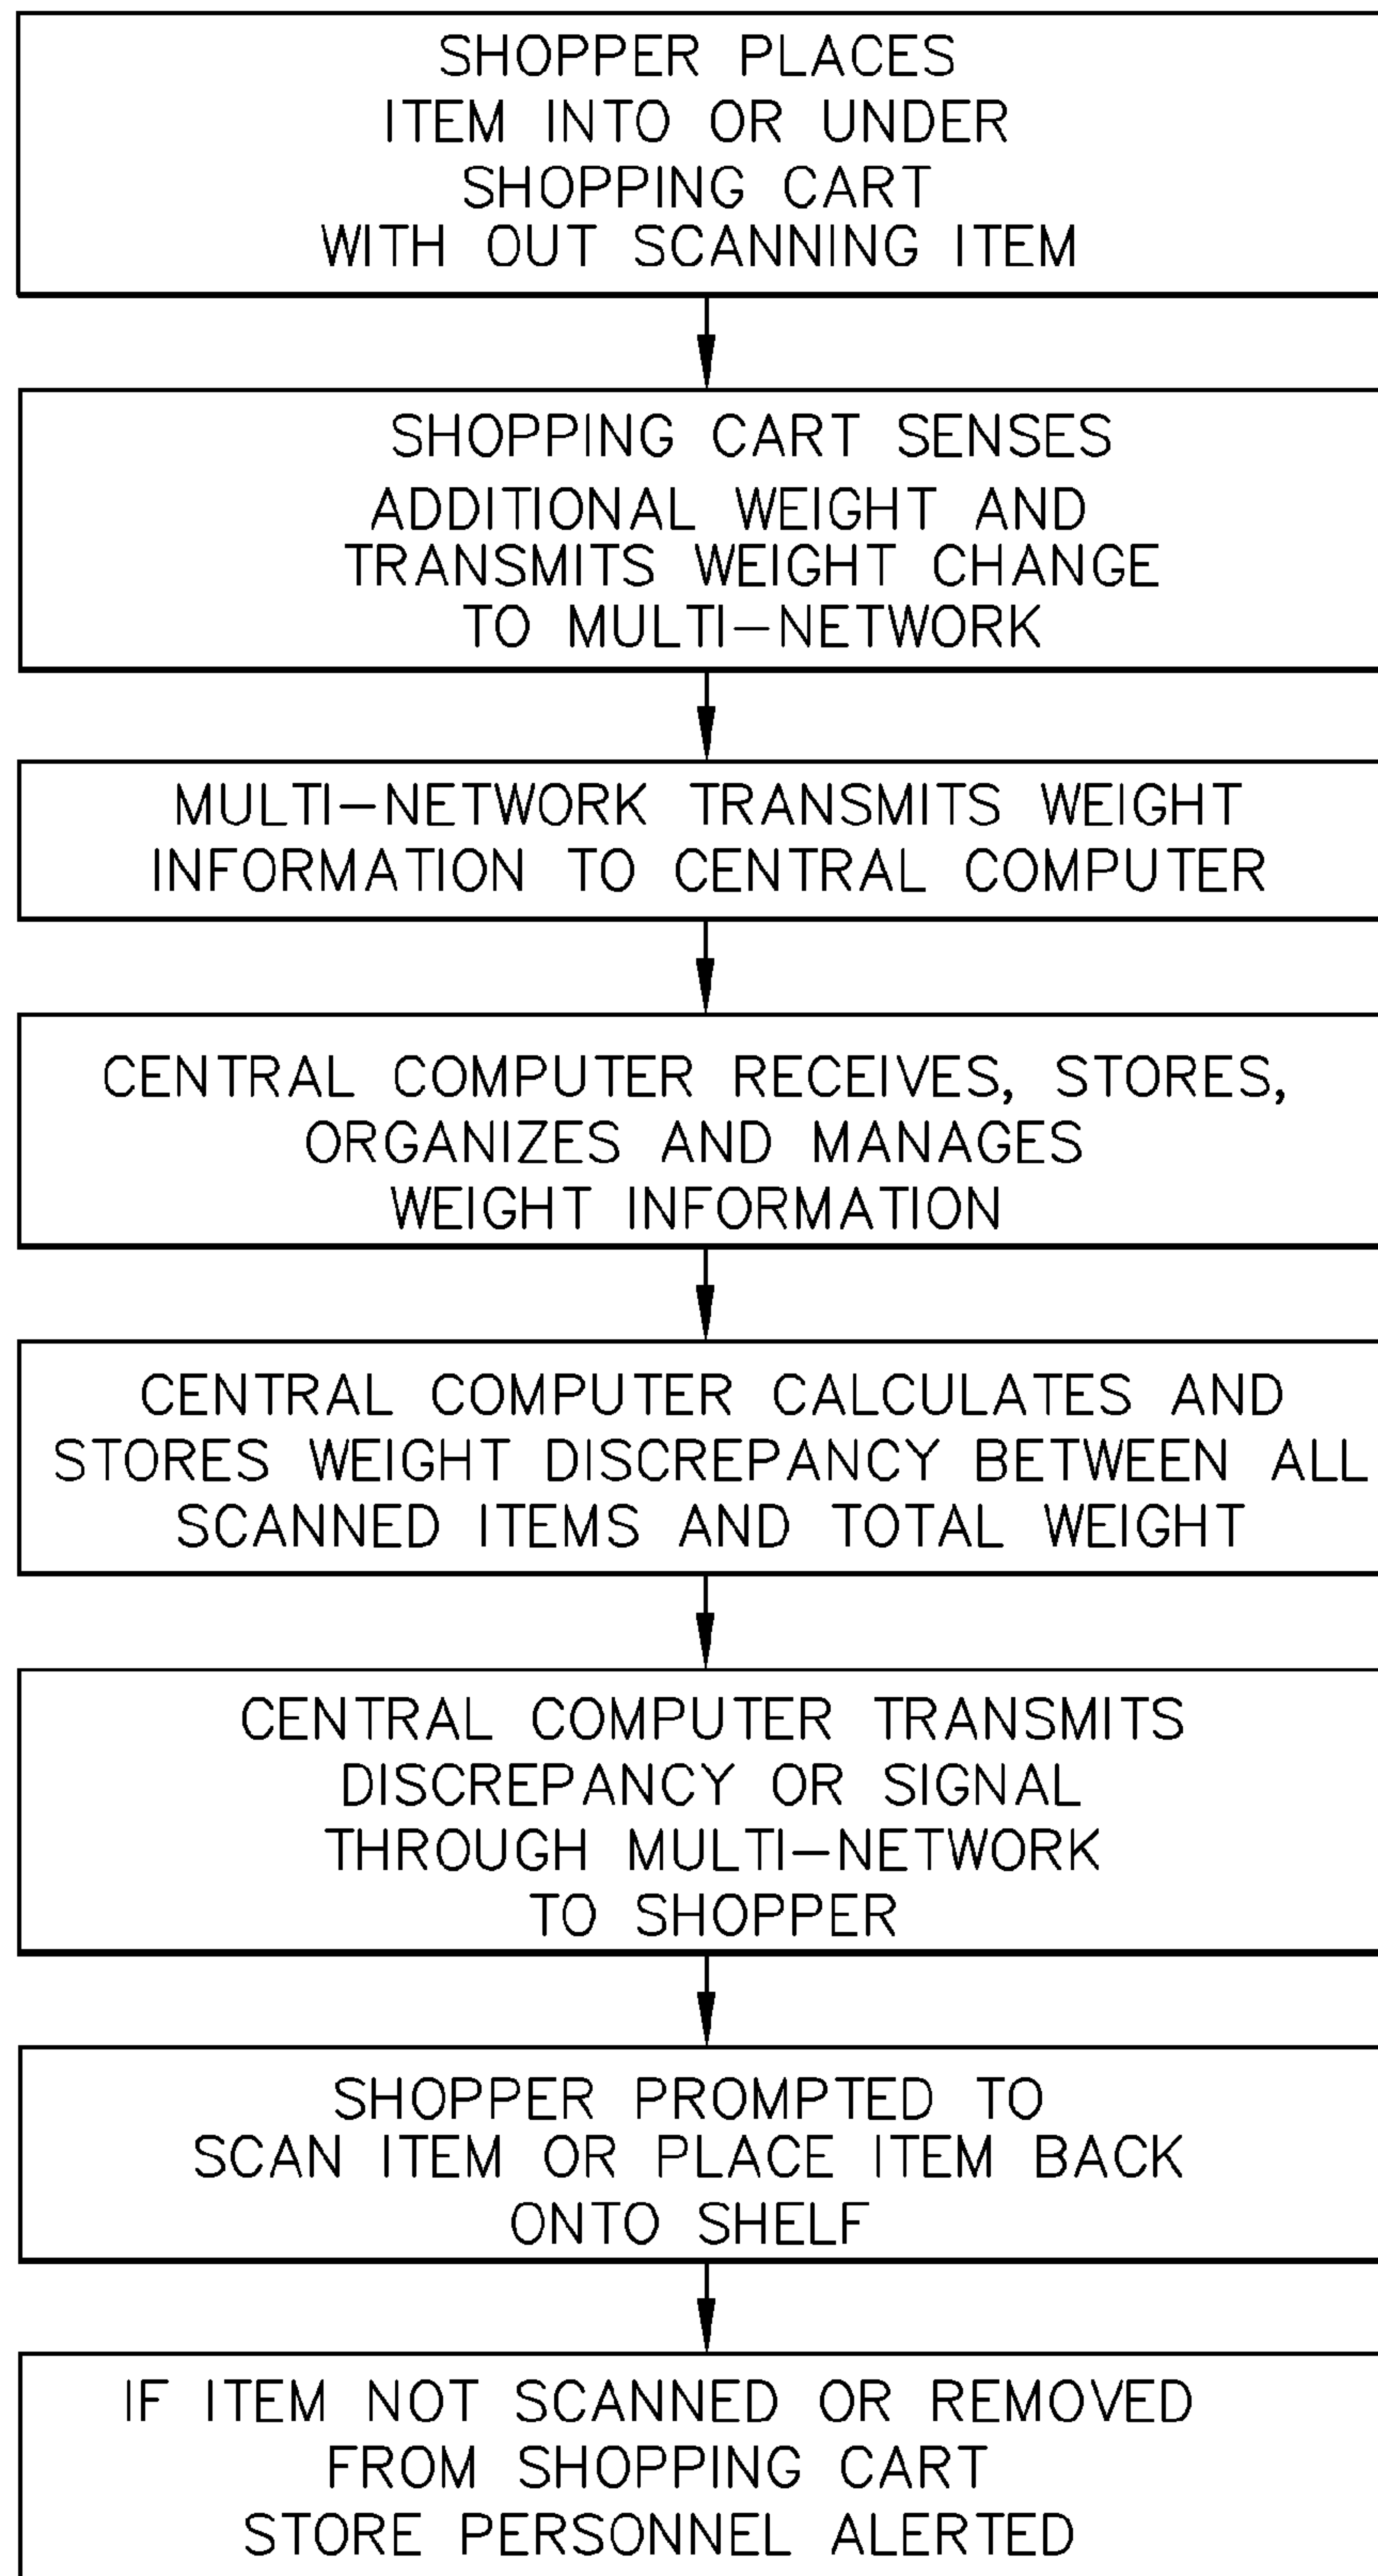 SHOPPER PLACES
ITEM INTO OR UNDER
SHOPPING CART
WITH OUT SCANNING ITEM
SHOPPING CART SENSES
ADDITIONAL WEIGHT AND
TRANSMITS WEIGHT CHANGE
TO MULTI-NETWORK
MULTI-NETWORK TRANSMITS WEIGHT
INFORMATION TO CENTRAL COMPUTER
CENTRAL COMPUTER RECEIVES, STORES,
ORGANIZES AND MANAGES
WEIGHT INFORMATION
CENTRAL COMPUTER CALCULATES AND
STORES WEIGHT DISCREPANCY BETWEEN ALL
SCANNED ITEMS AND TOTAL WEIGHT
CENTRAL COMPUTER TRANSMITS
DISCREPANCY OR SIGNAL
THROUGH MULTI-NETWORK
TO SHOPPER
SHOPPER PROMPTED TO
SCAN ITEM OR PLACE ITEM BACK
ONTO SHELF
IF ITEM NOT SCANNED OR REMOVED
FROM SHOPPING CART
STORE PERSONNEL ALERTED